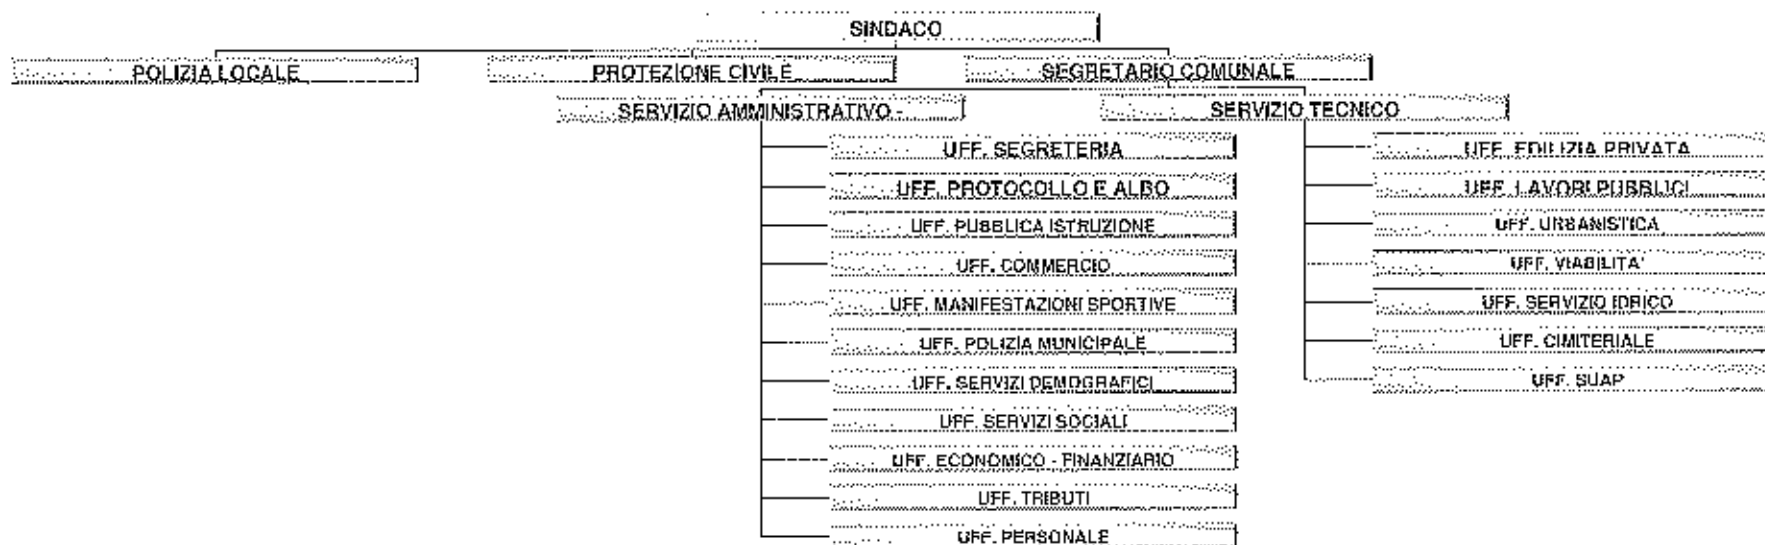 SINDACO
POLIZIA LOCALE
PROTEZIONE CIVILE
SEGRETARIO COMUNALE
SERVIZIO AMMINISTRATIVO -
SERVIZIO TECNICO
UFF. SEGRETERIA
UFF. PROTOCOLLO E ALBO
UFF. PUBBLICA ISTRUZIONE
UFF. COMMERCIO
UFF. MANIFESTAZIONI SPORTIVE
UFF. POLIZIA MUNICIPALE
UFF. SERVIZI DEMOGRAFICI
UFF. SERVIZI SOCIALI
UFF. ECONOMICO - FINANZIARIO
UFF. TRIBUTI
UFF. PERSONALE
UFF. EDILIZIA PRIVATA
UFF. LAVORI PUBBLICI
UFF. URBANISTICA
UFF. VIABILITA'
UFF. SERVIZIO IDRICO
UFF. CIMITERIALE
UFF. SUAP